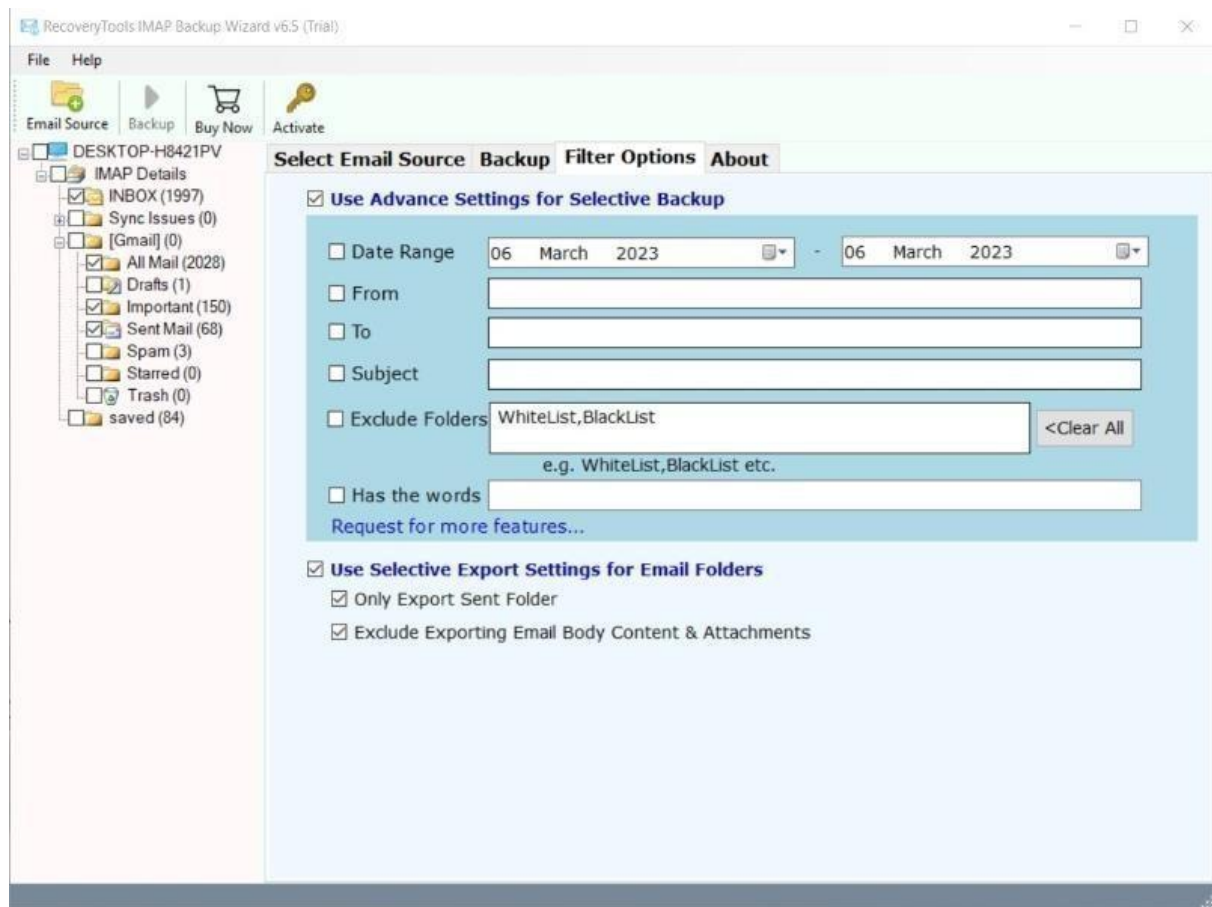 RecoveryTools IMAP Backup Wizard v6.5 (Trial)
File Help
Email Source Backup Buy Now Activate
DESKTOP-H8421PV
IMAP Details
INBOX (1997)
Sync Issues (0)
[Gmail] (0)
All Mail (2028)
Drafts (1)
Important (150)
Sent Mail (68)
Spam (3)
Starred (0)
Trash (0)
saved (84)
Select Email Source Backup Filter Options About
Use Advance Settings for Selective Backup
Date Range 06 March 2023 - 06 March 2023
From
To
Subject
Exclude Folders WhiteList,BlackList <Clear All
e.g. WhiteList,BlackList etc.
Has the words
Request for more features...
Use Selective Export Settings for Email Folders
Only Export Sent Folder
Exclude Exporting Email Body Content & Attachments